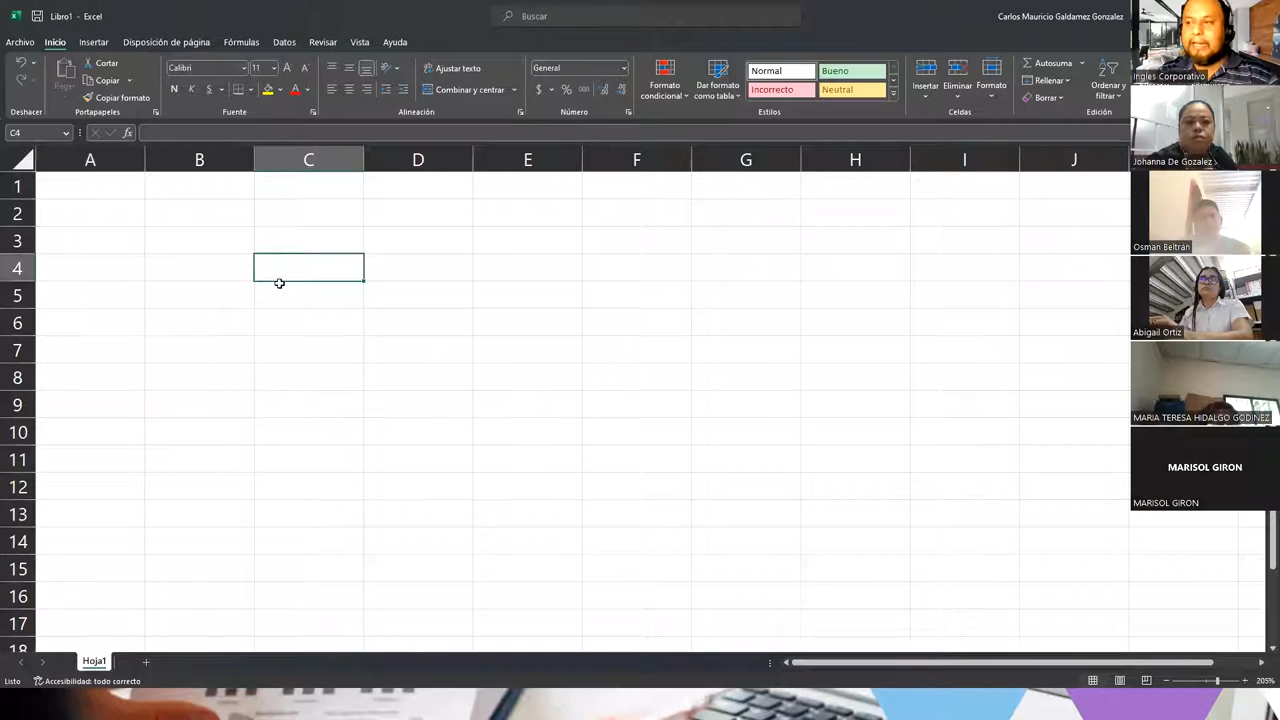 Libro1 - Excel
Buscar
Carlos Mauricio Galdamez Gonzalez
Archivo
Inicio
Insertar
Disposición de página
Fórmulas
Datos
Revisar
Vista
Ayuda
Pegar
Cortar
Copiar
Copiar formato
Calibri
11
N
K
S
Ajustar
General
$ % 000
Formato condicional
Dar formato como tabla
Normal
Bueno
Incorrecto
Neutral
Insertar
Eliminar
Formato
Autosuma
Rellenar
Borrar
Ordenar y filtrar
Deshacer
Portapapeles
Fuente
Alineación
Número
Estilos
Celdas
Edición
C4
fx
A B C D E F G H I J
1
2
3
4
5
6
7
8
9
10
11
12
13
14
15
16
17
18
Hoja1
Listo
Accesibilidad: todo correcto
205%
Ingles Corporativo
Johanna De Gozalez
Osman Beltrán
Abigail Ortiz
MARIA TERESA HIDALGO GODINEZ
MARISOL GIRON
MARISOL GIRON